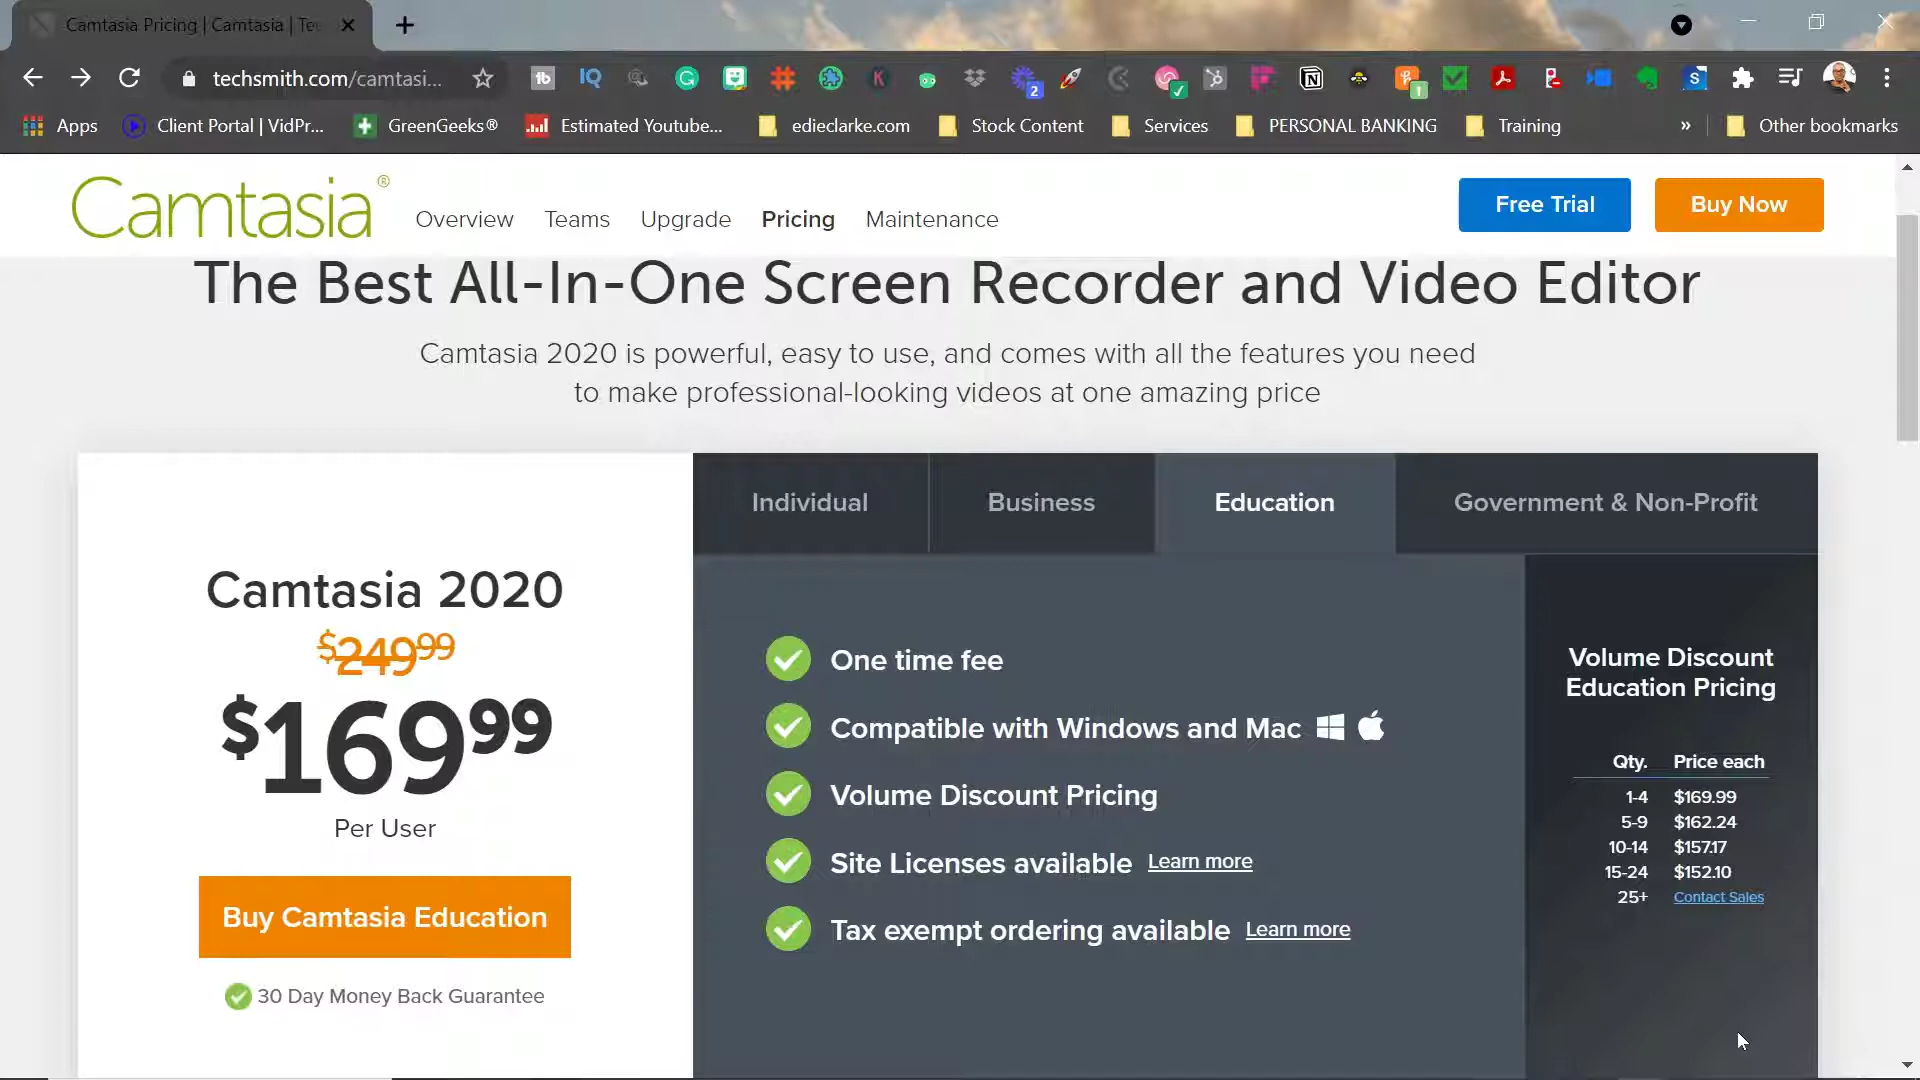 Camtasia Pricing | Camtasia | Tec
techsmith.com/camtasi...
Apps
Client Portal | VidPr...
GreenGeeks®
Estimated Youtube...
edieclarke.com
Stock Content
Services
PERSONAL BANKING
Training
»
Other bookmarks
Camtasia®
Overview
Teams
Upgrade
Pricing
Maintenance
Free Trial
Buy Now
The Best All-In-One Screen Recorder and Video Editor
Camtasia 2020 is powerful, easy to use, and comes with all the features you need
to make professional-looking videos at one amazing price
Individual
Business
Education
Government & Non-Profit
Camtasia 2020
$249 99
$169 99
Per User
Buy Camtasia Education
30 Day Money Back Guarantee
One time fee
Compatible with Windows and Mac
Volume Discount Pricing
Site Licenses available Learn more
Tax exempt ordering available Learn more
Volume Discount
Education Pricing
Qty. Price each
1-4 $169.99
5-9 $162.24
10-14 $157.17
15-24 $152.10
25+ Contact Sales